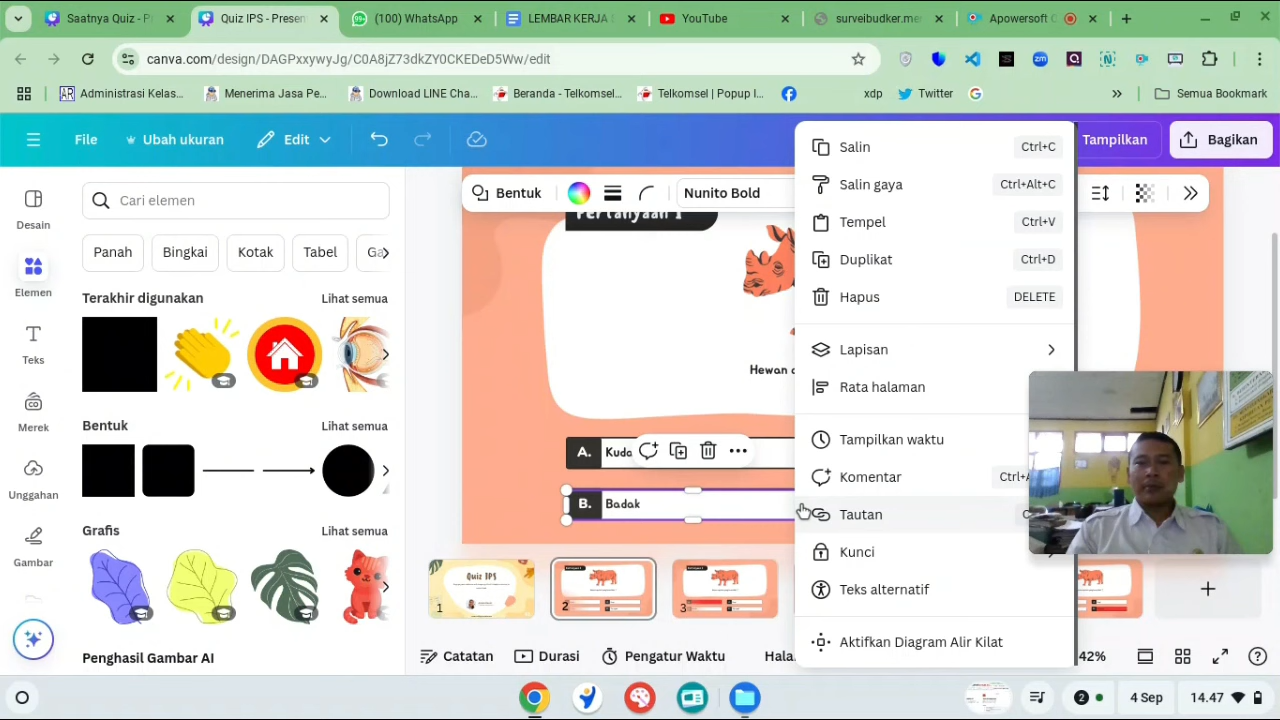 Saatnya Quiz - P
Quiz IPS - Presen
(100) WhatsApp
LEMBAR KERJA
YouTube
surveibudker.me
Apowersoft
canva.com/design/DAGPxxywyJg/C0A8jZ73dkZY0CKEDeD5Ww/edit
Administrasi Kelas...
Menerima Jasa Pe...
Download LINE Cha...
Beranda - Telkomsel...
Telkomsel | Popup I...
xdp
Twitter
Semua Bookmark
File
Ubah ukuran
Edit
Tampilkan
Bagikan
Desain
Elemen
Teks
Merek
Unggahan
Gambar
Cari elemen
Panah
Bingkai
Kotak
Tabel
Terakhir digunakan
Lihat semua
Bentuk
Lihat semua
Grafis
Lihat semua
Penghasil Gambar AI
Bentuk
Nunito Bold
Pertanyaan 1
Hewan
A.
B.
Badak
Salin
Ctrl+C
Salin gaya
Ctrl+Alt+C
Tempel
Ctrl+V
Duplikat
Ctrl+D
Hapus
DELETE
Lapisan
Rata halaman
Tampilkan waktu
Komentar
Tautan
Kunci
Teks alternatif
Aktifkan Diagram Alir Kilat
1
Quiz IPS
2
3
Catatan
Durasi
Pengatur Waktu
42%
2
4 Sep
14.47